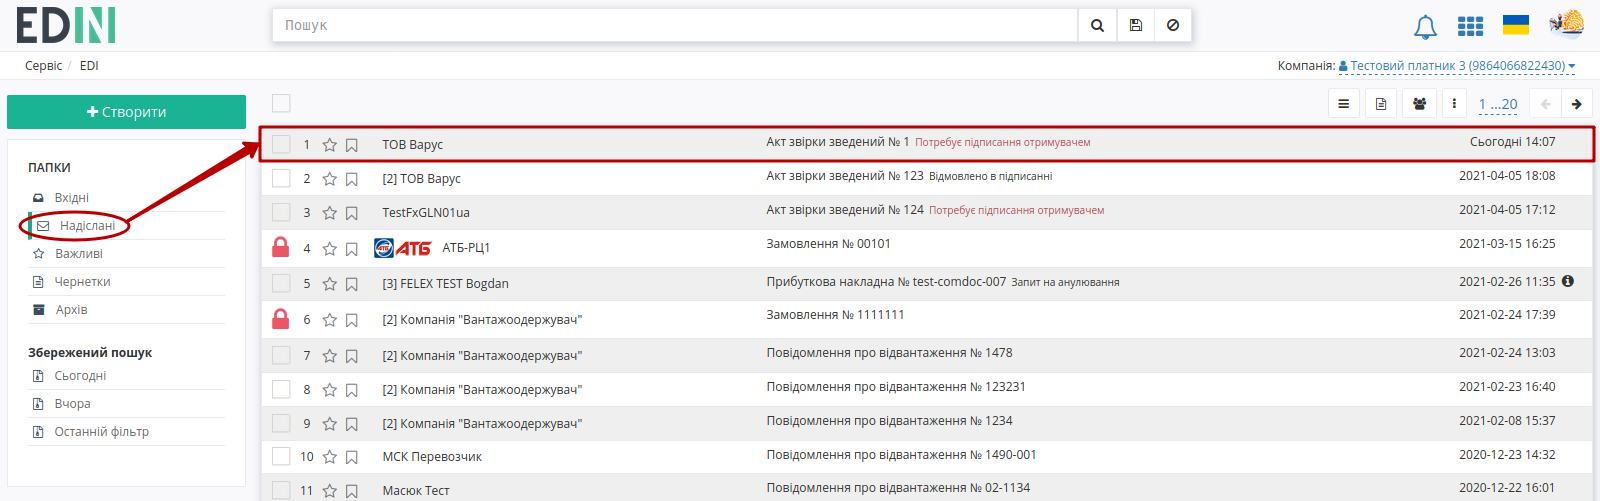 EDIN
Пошук
Сервіс / EDI
Компанія: Тестовий платник 3 (9864066822430)
Створити
1 ...20
ПАПКИ
Вхідні
Надіслані
Важливі
Чернетки
Архів
Збережений пошук
Сьогодні
Вчора
Останній фільтр
1 ТОВ Варус Акт звірки зведений № 1 Потребує підписання отримувачем Сьогодні 14:07
2 [2] ТОВ Варус Акт звірки зведений № 123 Відмовлено в підписанні 2021-04-05 18:08
3 TestFxGLN01ua Акт звірки зведений № 124 Потребує підписання отримувачем 2021-04-05 17:12
4 АТБ АТБ-РЦ1 Замовлення № 00101 2021-03-15 16:25
5 [3] FELEX TEST Bogdan Прибуткова накладна № test-comdoc-007 Запит на анулювання 2021-02-26 11:35
6 [2] Компанія "Вантажоодержувач" Замовлення № 1111111 2021-02-24 17:39
7 [2] Компанія "Вантажоодержувач" Повідомлення про відвантаження № 1478 2021-02-24 13:03
8 [2] Компанія "Вантажоодержувач" Повідомлення про відвантаження № 123231 2021-02-23 16:40
9 [2] Компанія "Вантажоодержувач" Повідомлення про відвантаження № 1234 2021-02-08 15:37
10 МСК Перевозчик Повідомлення про відвантаження № 1490-001 2020-12-23 14:32
11 Масюк Тест Повідомлення про відвантаження № 02-1134 2020-12-22 16:01